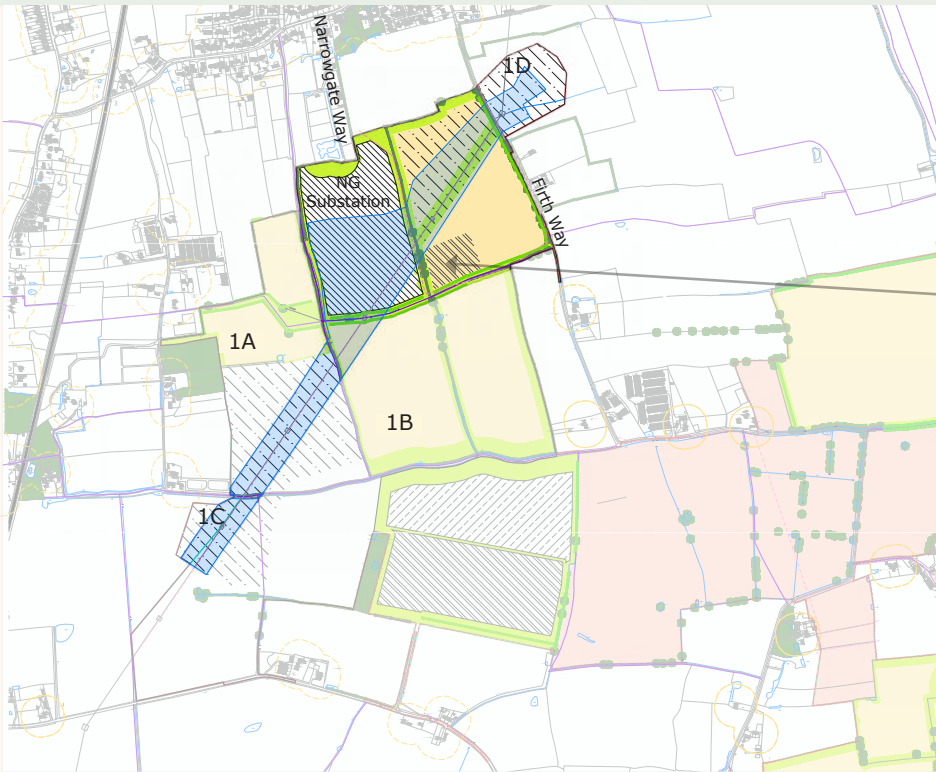 Narrowgate Way
1D
NG
Substation
Firth Way
1A
1B
1C